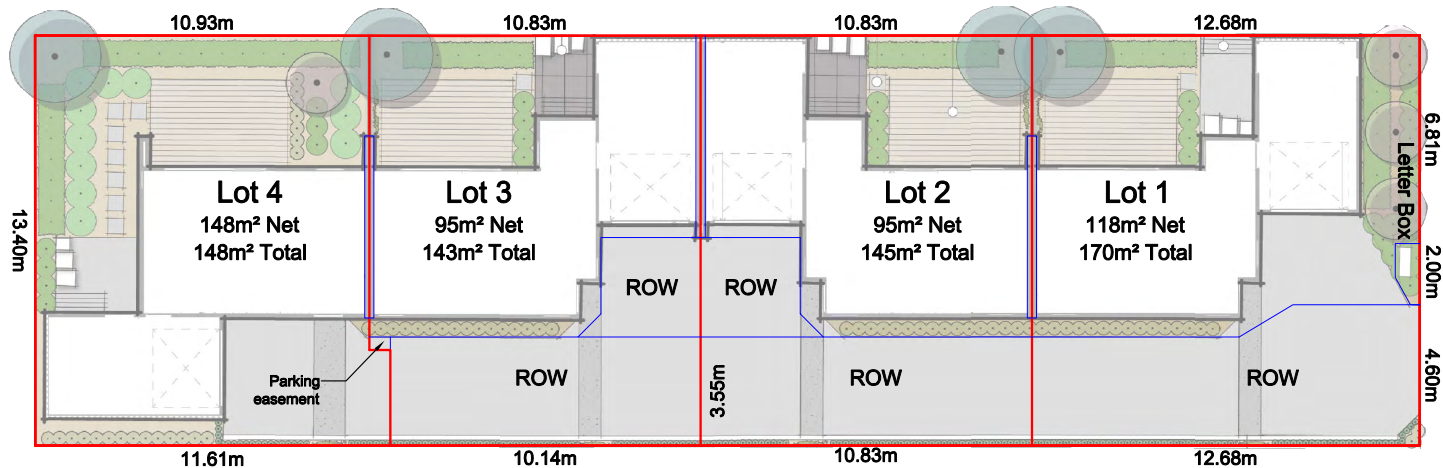 10.93m
10.83m
10.83m
12.68m
Lot 4
148m² Net
148m² Total
Lot 3
95m² Net
143m² Total
Lot 2
95m² Net
145m² Total
Lot 1
118m² Net
170m² Total
6.81m
Letter Box
2.00m
4.60m
13.40m
ROW
ROW
Parking
easement
ROW
3.55m
ROW
ROW
11.61m
10.14m
10.83m
12.68m